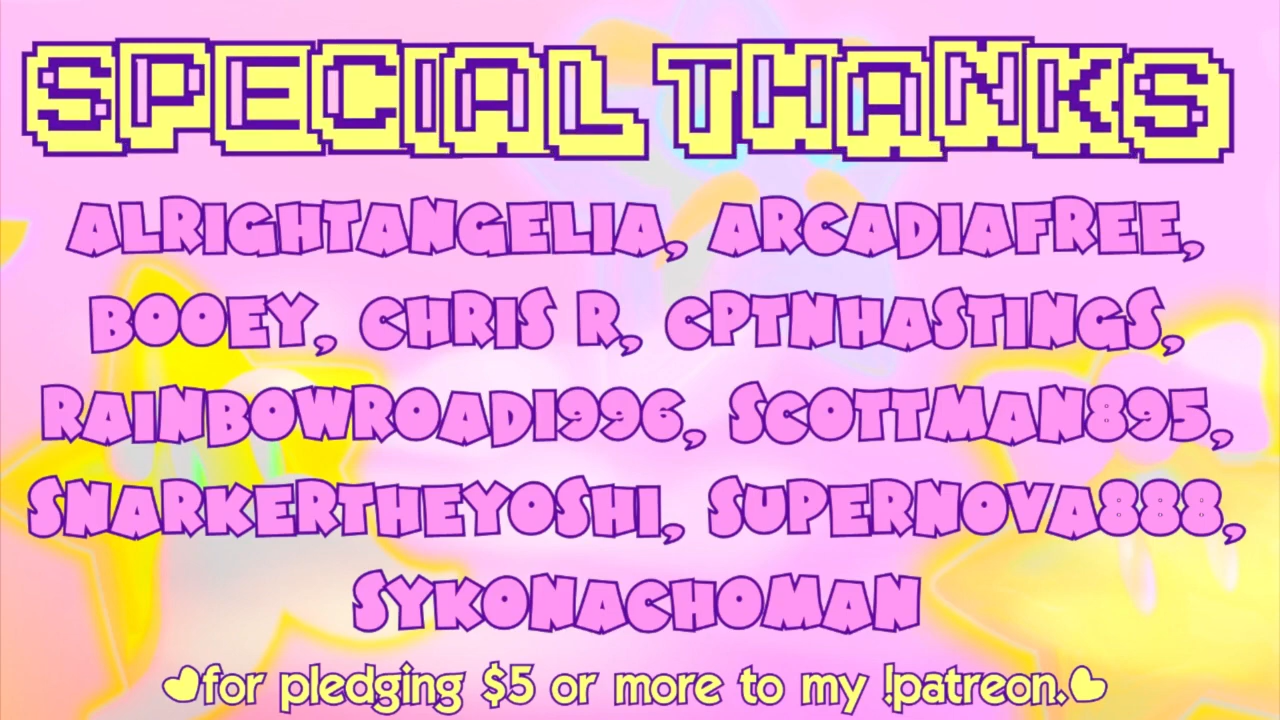 SPECIAL THANKS
ALRIGHTANGELIA, ARCADIAFREE,
BOOEY, CHRIS R, CPTNHASTINGS,
RAINBOWROAD1996, SCOTTMAN895,
SNARKERTHEYOSHI, SUPERNOVA888,
SYKONACHOMAN
for pledging $5 or more to my !patreon.